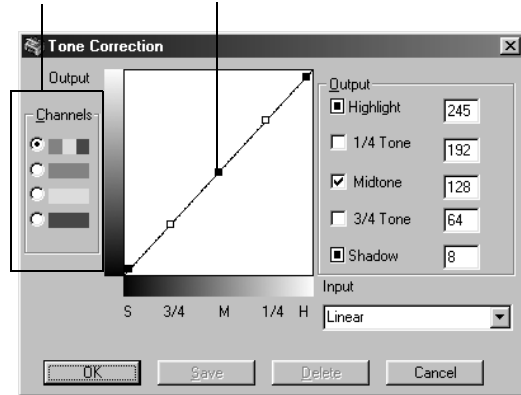 Tone Correction
Output
Channels
Output
Highlight 245
1/4 Tone 192
Midtone 128
3/4 Tone 64
Shadow 8
S 3/4 M 1/4 H
Input
Linear
OK Save Delete Cancel